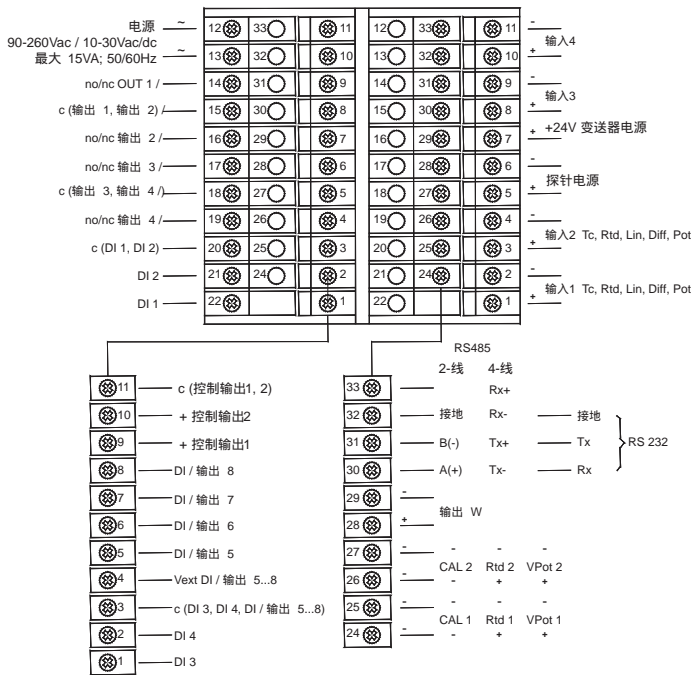 电源 ~ 12 33 11 12 33 11 -
90-260Vac / 10-30Vac/dc 输入4
最大 15VA; 50/60Hz ~ 13 32 10 13 32 10 +
no/nc OUT 1 / 14 31 9 14 31 9 -
输入3
c (输出 1, 输出 2) / 15 30 8 15 30 8 +
no/nc 输出 2 / 16 29 7 16 29 7 + +24V 变送器电源
no/nc 输出 3 / 17 28 6 17 28 6 -
探针电源
c (输出 3, 输出 4 /) 18 27 5 18 27 5 +
no/nc 输出 4 / 19 26 4 19 26 4 -
输入2 Tc, Rtd, Lin, Diff, Pot
c (DI 1, DI 2) 20 25 3 20 25 3 +
DI 2 21 24 2 21 24 2 -
输入1 Tc, Rtd, Lin, Diff, Pot
DI 1 22 1 22 1 +
11 c (控制输出1, 2)
10 + 控制输出2
9 + 控制输出1
8 DI / 输出 8
7 DI / 输出 7
6 DI / 输出 6
5 DI / 输出 5
4 Vext DI / 输出 5...8
3 c (DI 3, DI 4, DI / 输出 5...8)
2 DI 4
1 DI 3
RS485
2-线 4-线
33 Rx+
32 接地 Rx- 接地
31 B(-) Tx+ Tx RS 232
30 A(+) Tx- Rx
29 -
输出 W
28 +
27 - - - -
CAL 2 Rtd 2 VPot 2
26 - - + +
25 - - - -
CAL 1 Rtd 1 VPot 1
24 - - + +